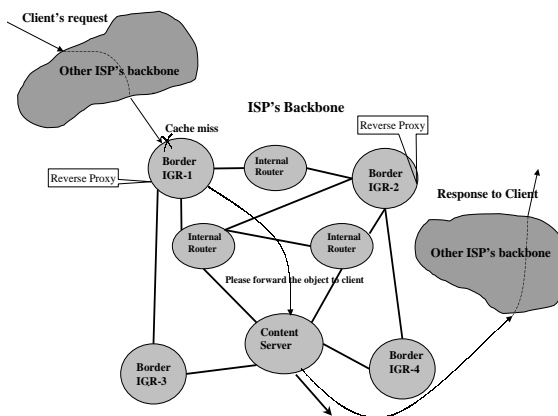 Client's request
Other ISP's backbone
ISP's Backbone
Cache miss
Reverse Proxy
Border
IGR-1
Internal
Router
Border
IGR-2
Reverse Proxy
Response to Client
Internal
Router
Internal
Router
Other ISP's backbone
Please forward the object to client
Content
Server
Border
IGR-3
Border
IGR-4